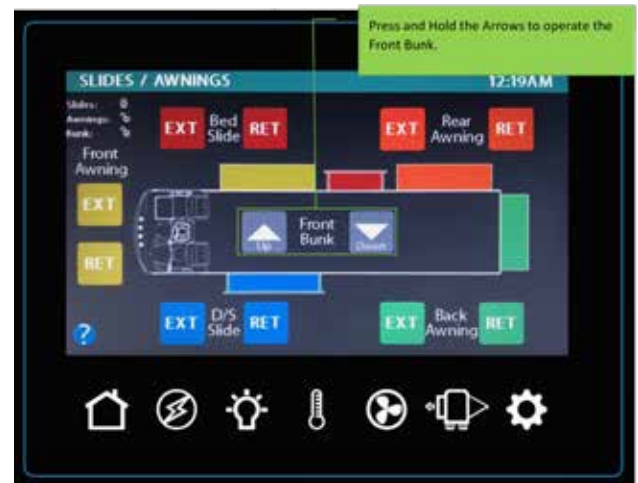 Press and Hold the Arrows to operate the
Front Bunk.
SLIDES / AWNINGS
12:19AM
Slides:
Awnings:
Bunk:
EXT
Bed
Slide
RET
EXT
Rear
Awning
RET
Front
Awning
EXT
RET
Up
Front
Bunk
Down
EXT
D/S
Slide
RET
EXT
Back
Awning
RET
?